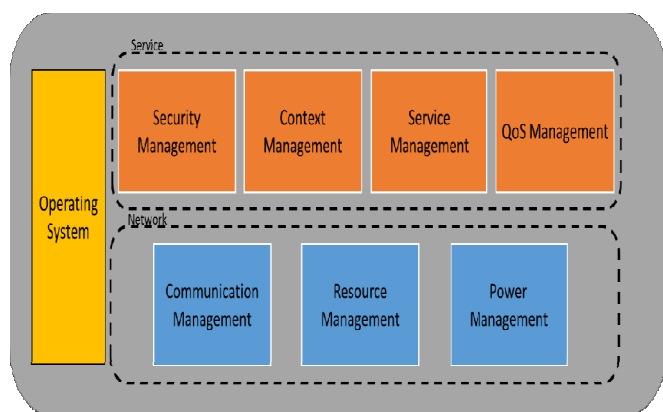 Service
Security
Management
Context
Management
Service
Management
QoS Management
Operating
System
Network
Communication
Management
Resource
Management
Power
Management